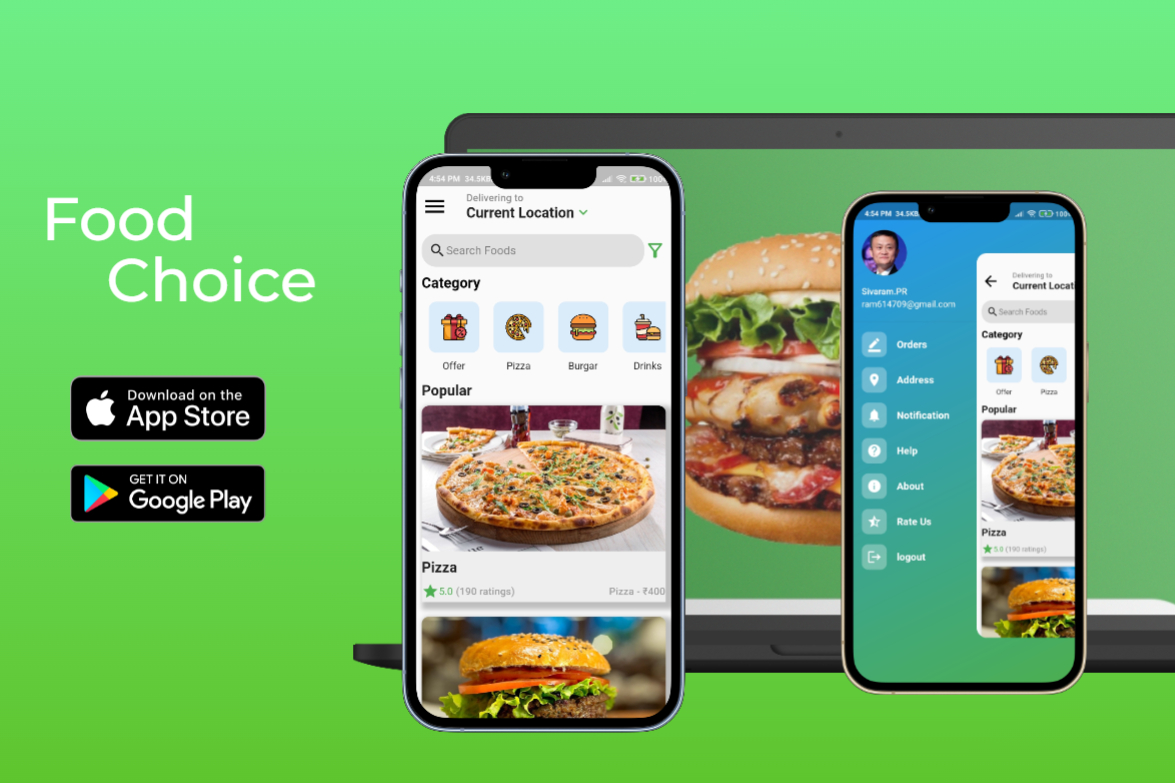 Food
Choice
Download on the
App Store
GET IT ON
Google Play
4:54 PM 34.5KB
100
Delivering to
Current Location
Search Foods
Category
Offer
Pizza
Burgar
Drinks
Popular
Pizza
5.0 (190 ratings)
Pizza - ₹400
4:54 PM 34.5KB
100
Sivaram.PR
ram614709@gmail.com
Orders
Address
Notification
Help
About
Rate Us
logout
Delivering to
Current Locat
Search Foods
Category
Offer
Pizza
Popular
Pizza
5.0 (190 ratings)